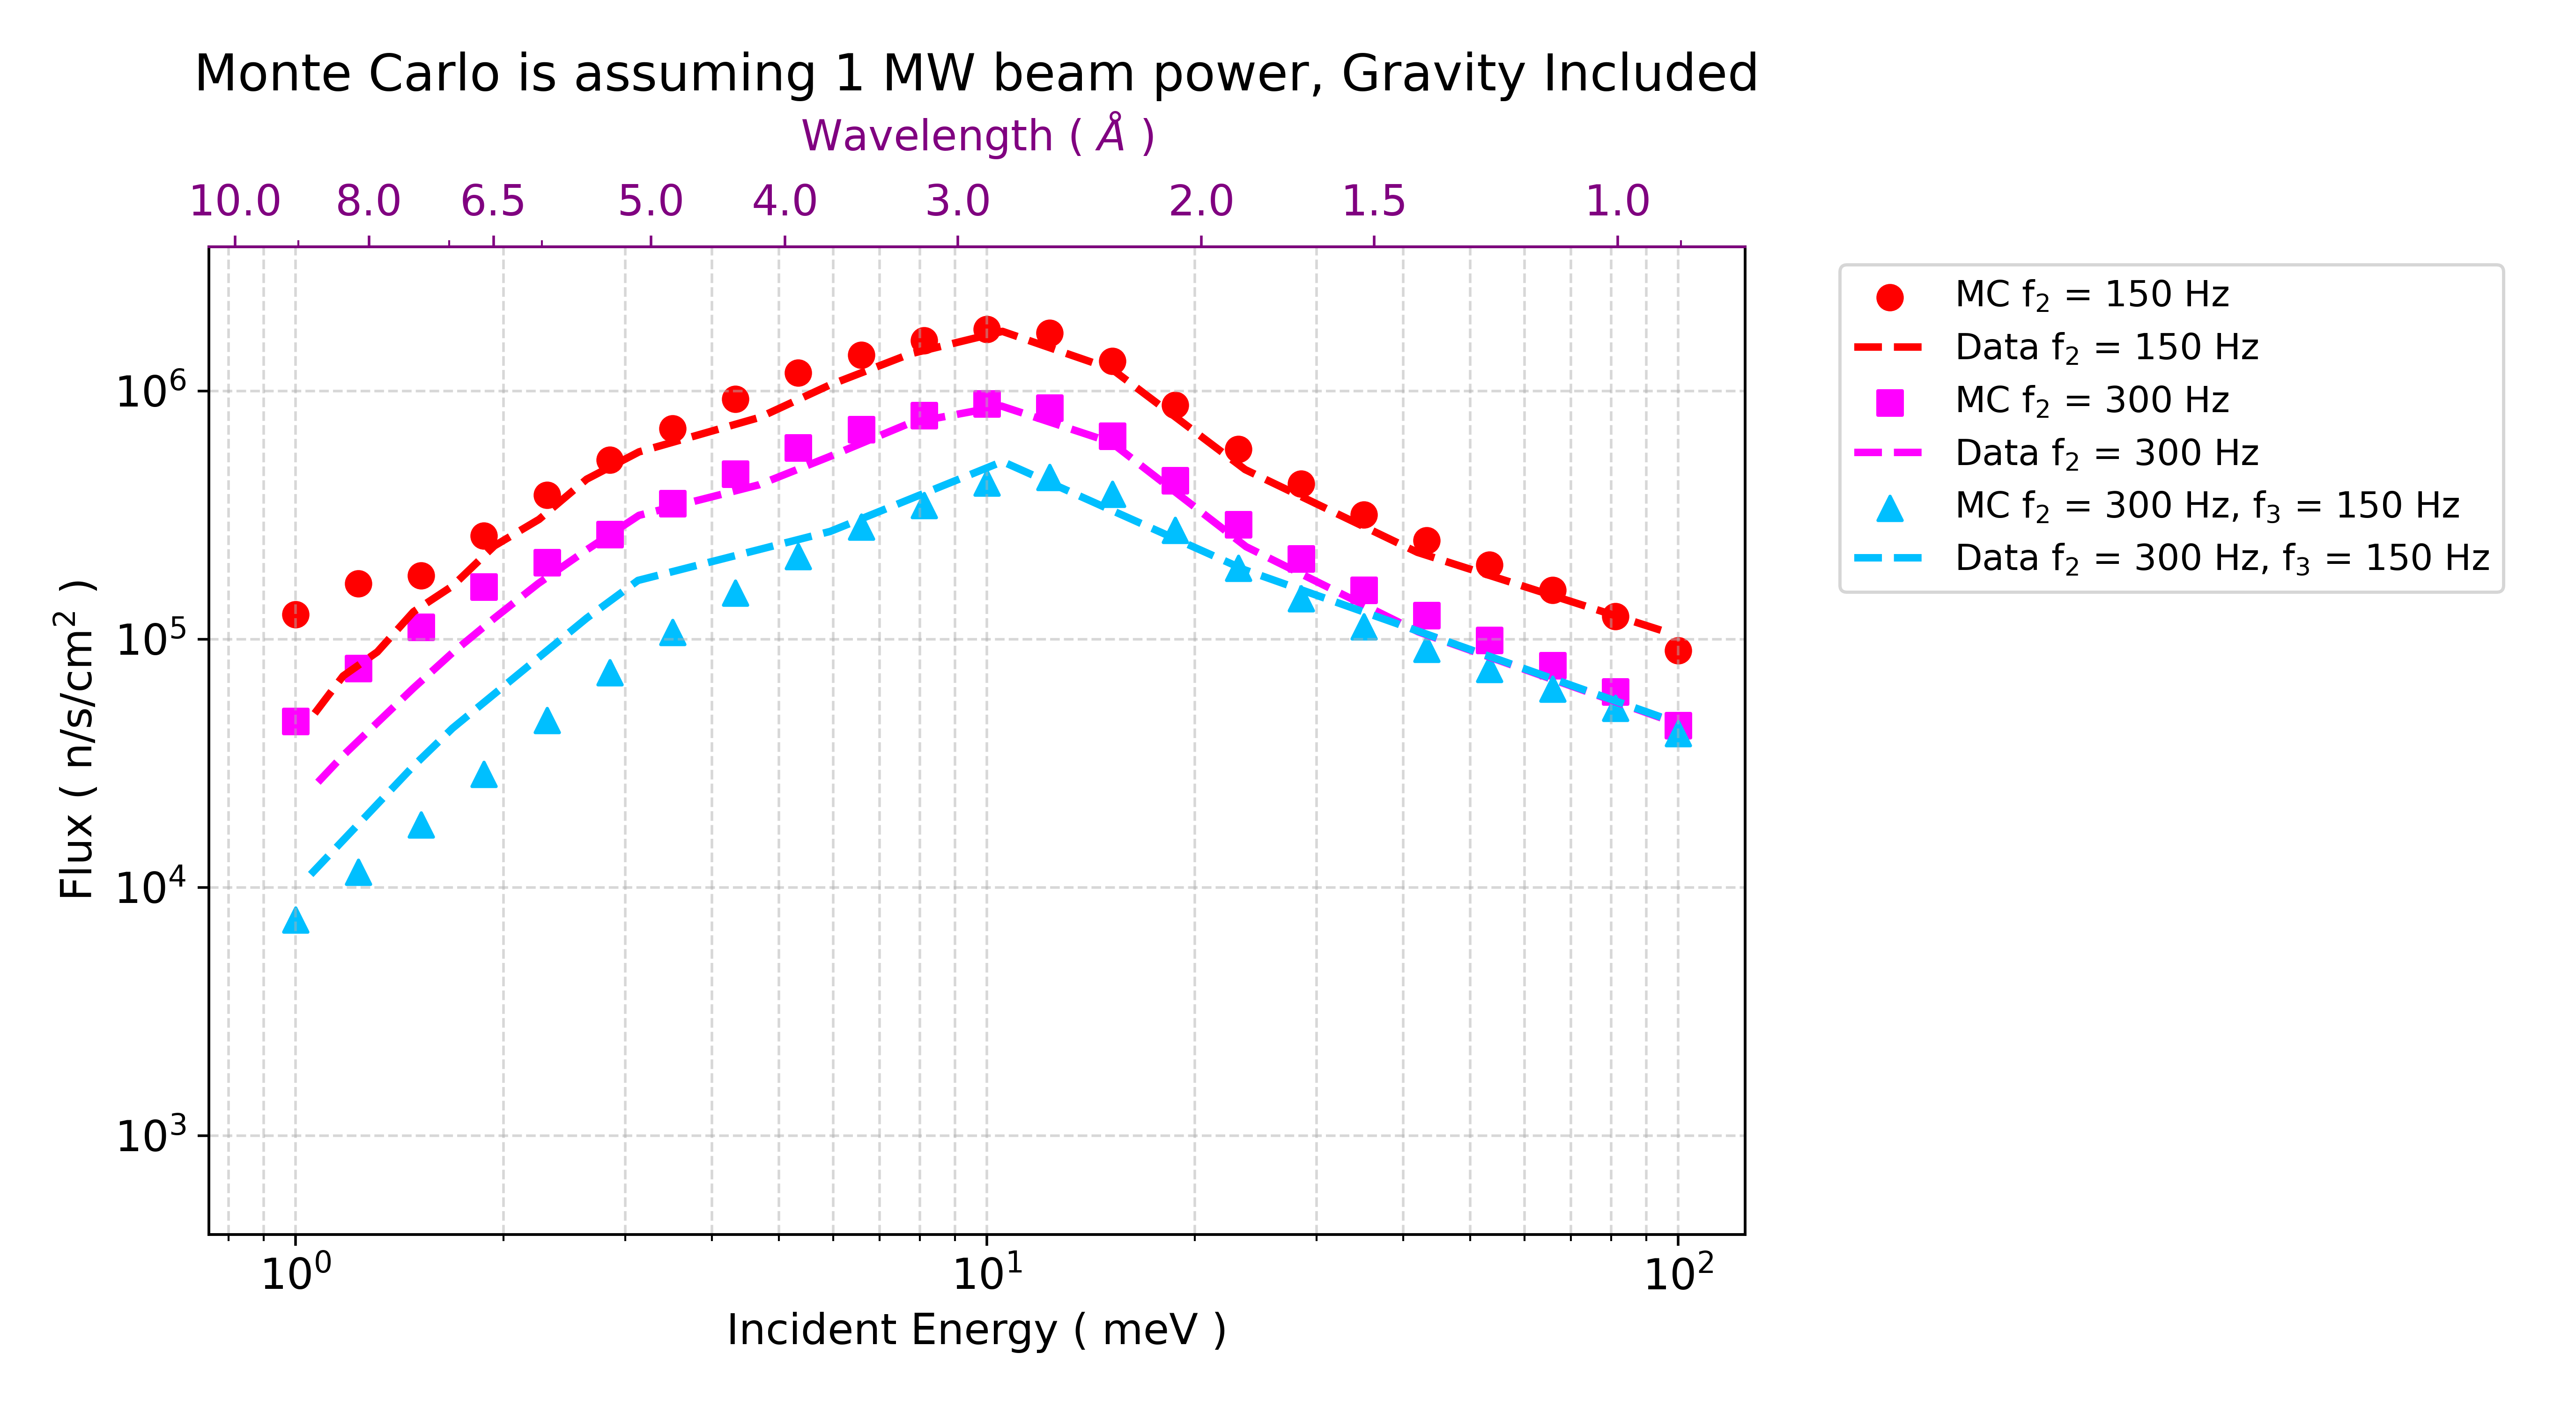 Monte Carlo is assuming 1 MW beam power, Gravity Included
Wavelength ( Å )
10.0 8.0 6.5 5.0 4.0 3.0 2.0 1.5 1.0
MC f₂ = 150 Hz
Data f₂ = 150 Hz
MC f₂ = 300 Hz
Data f₂ = 300 Hz
MC f₂ = 300 Hz, f₃ = 150 Hz
Data f₂ = 300 Hz, f₃ = 150 Hz
Flux ( n/s/cm² )
10⁶
10⁵
10⁴
10³
10⁰ 10¹ 10²
Incident Energy ( meV )